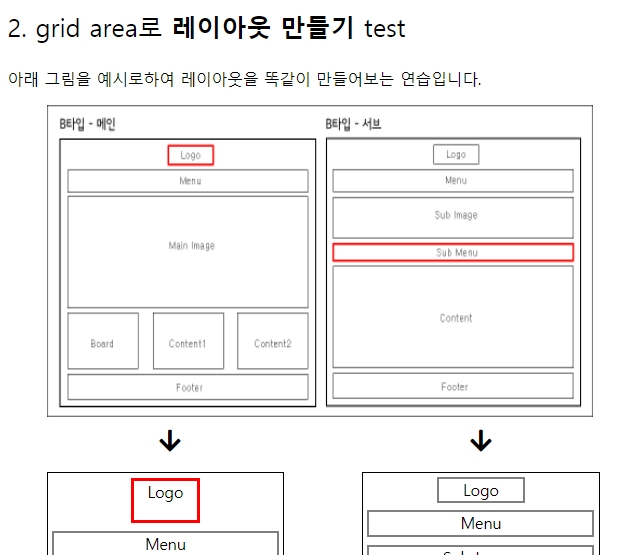 2. grid area로 레이아웃 만들기 test
아래 그림을 예시로하여 레이아웃을 똑같이 만들어보는 연습입니다.
B타입 - 메인
Logo
Menu
Main Image
Board Content1 Content2
Footer
B타입 - 서브
Logo
Menu
Sub Image
Sub Menu
Content
Footer
Logo
Menu
Logo
Menu